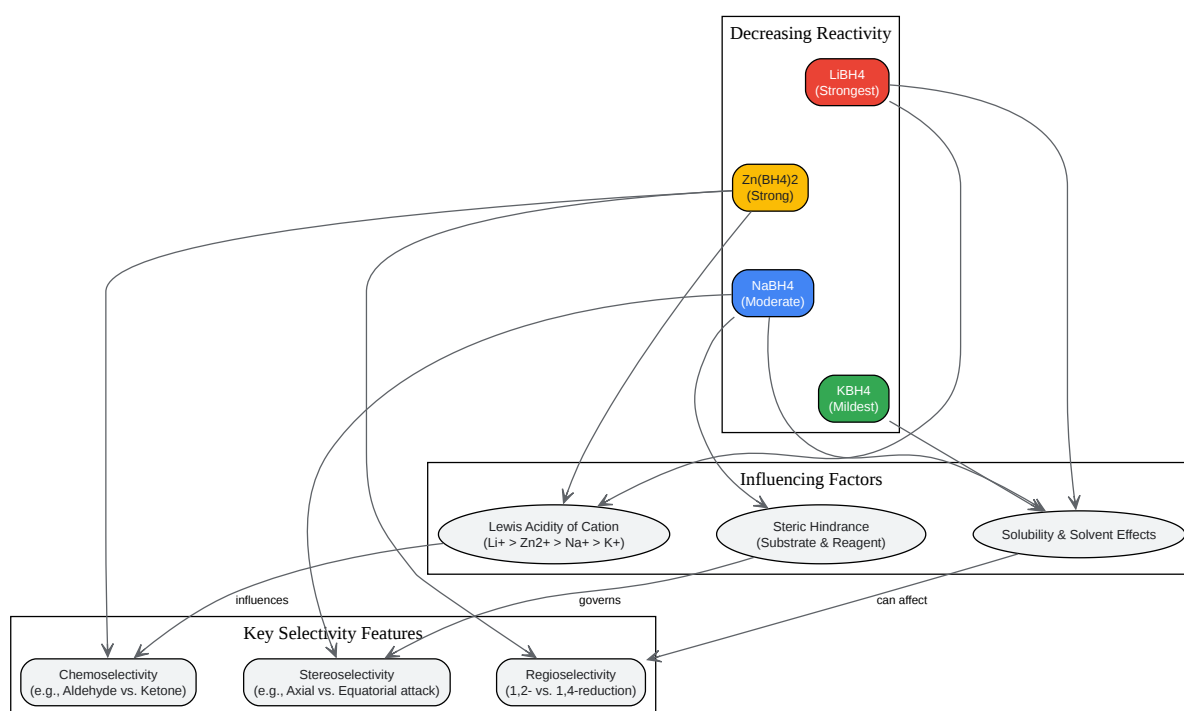 Decreasing Reactivity
LiBH4
(Strongest)
Zn(BH4)2
(Strong)
NaBH4
(Moderate)
KBH4
(Mildest)
Influencing Factors
Lewis Acidity of Cation
(Li+ > Zn2+ > Na+ > K+)
Steric Hindrance
(Substrate & Reagent)
Solubility & Solvent Effects
influences
governs
can affect
Key Selectivity Features
Chemoselectivity
(e.g., Aldehyde vs. Ketone)
Stereoselectivity
(e.g., Axial vs. Equatorial attack)
Regioselectivity
(1,2- vs. 1,4-reduction)